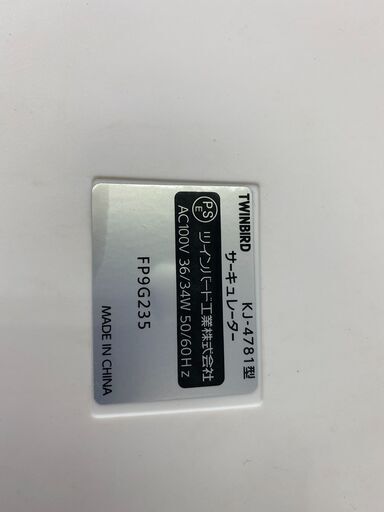 TWINBIRD KJ-4781型
サーキュレーター
PSE ツインバード工業株式会社
AC100V 36/34W 50/60Hz
FP9G235
MADE IN CHINA